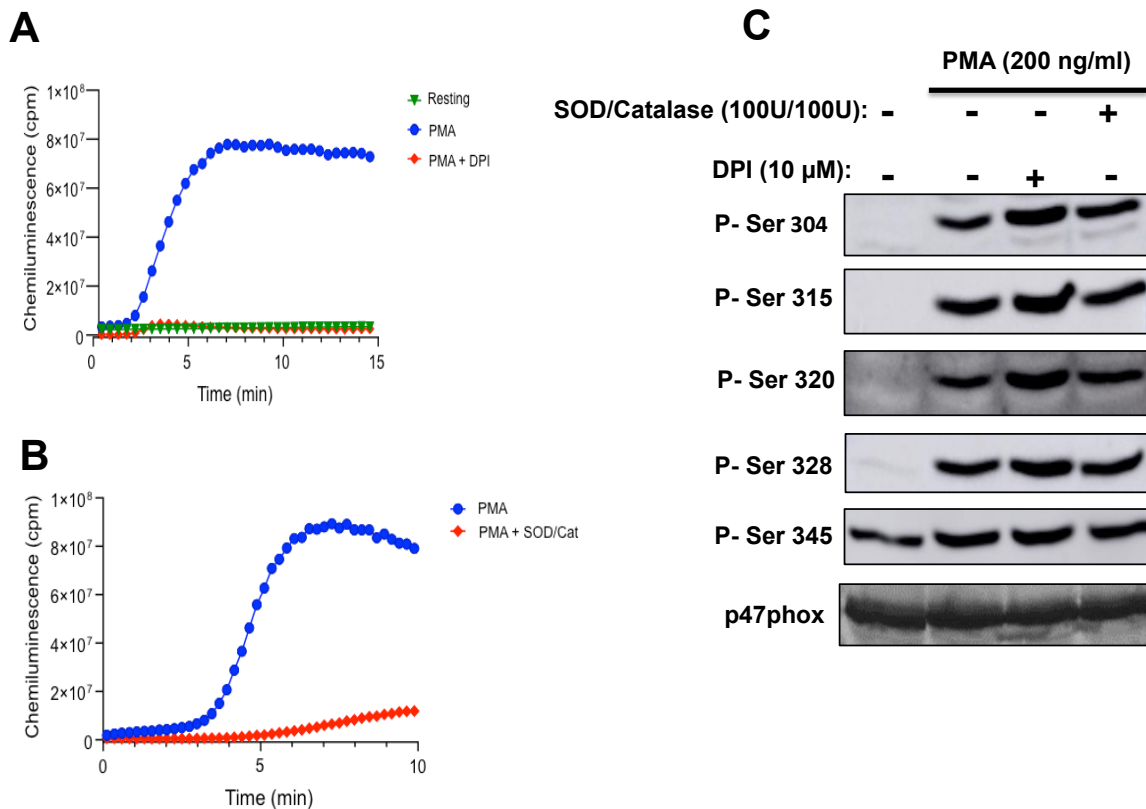 A
Chemiluminescence (cpm)
1×10⁸
8×10⁷
6×10⁷
4×10⁷
2×10⁷
0
0 5 10 15
Time (min)
Resting
PMA
PMA + DPI
B
Chemiluminescence (cpm)
1×10⁸
8×10⁷
6×10⁷
4×10⁷
2×10⁷
0
0 5 10
Time (min)
PMA
PMA + SOD/Cat
C
PMA (200 ng/ml)
SOD/Catalase (100U/100U): - - - +
DPI (10 µM): - - + -
P- Ser 304
P- Ser 315
P- Ser 320
P- Ser 328
P- Ser 345
p47phox